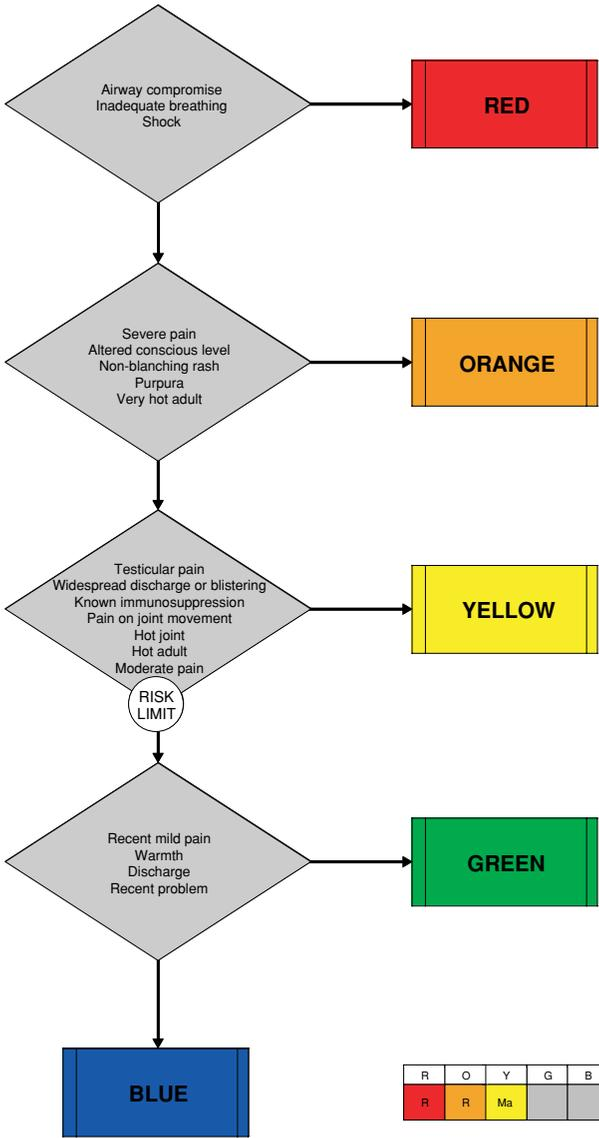 Airway compromise
Inadequate breathing
Shock
RED
Severe pain
Altered conscious level
Non-blanching rash
Purpura
Very hot adult
ORANGE
Testicular pain
Widespread discharge or blistering
Known immunosuppression
Pain on joint movement
Hot joint
Hot adult
Moderate pain
YELLOW
RISK
LIMIT
Recent mild pain
Warmth
Discharge
Recent problem
GREEN
BLUE
R O Y G B
R R Ma